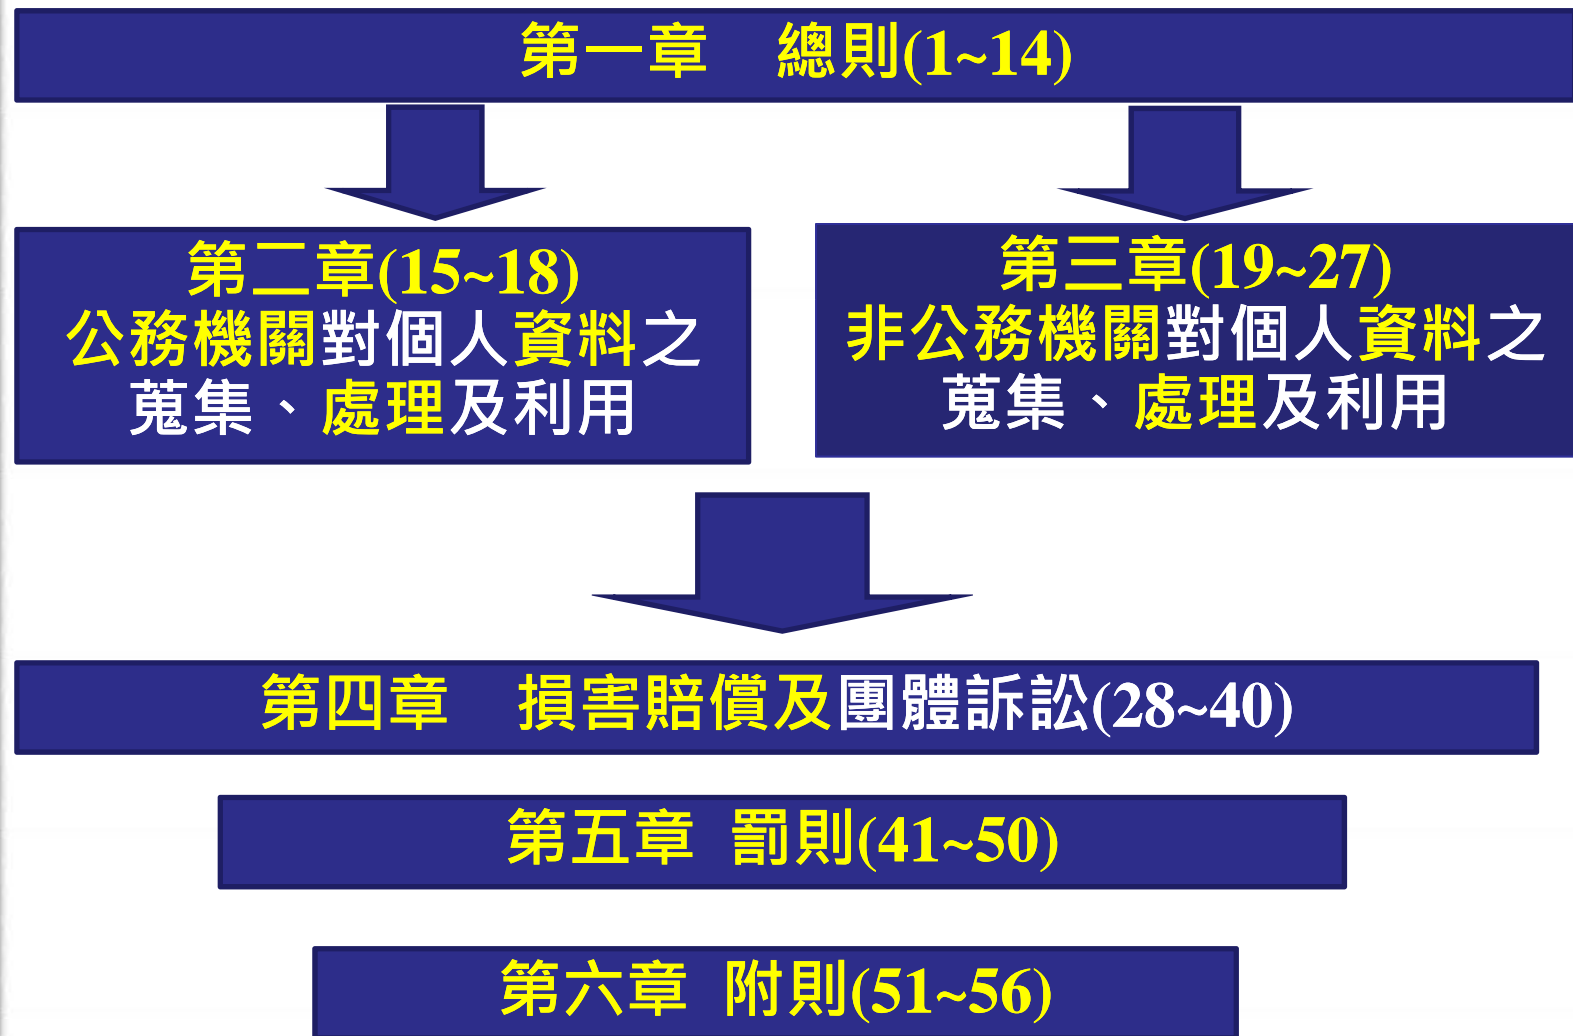 第一章　總則(1~14)
第二章(15~18)
公務機關對個人資料之
蒐集、處理及利用
第三章(19~27)
非公務機關對個人資料之
蒐集、處理及利用
第四章　損害賠償及團體訴訟(28~40)
第五章 罰則(41~50)
第六章 附則(51~56)